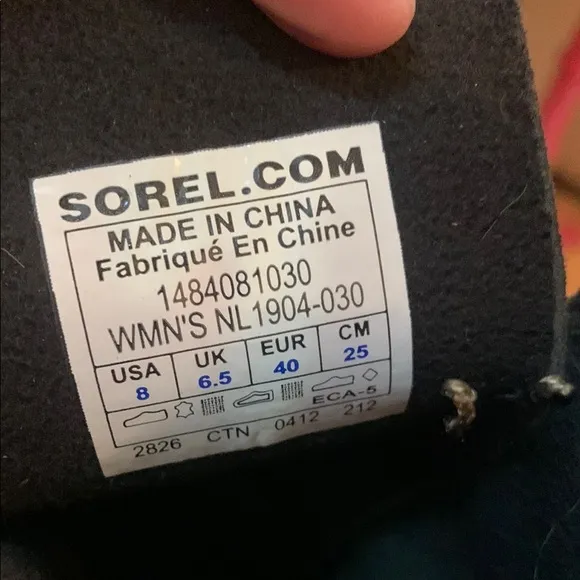 SOREL.COM
MADE IN CHINA
Fabriqué En Chine
1484081030
WMN'S NL1904-030
USA UK EUR CM
8 6.5 40 25
ECA-5
2826 CTN 0412 212